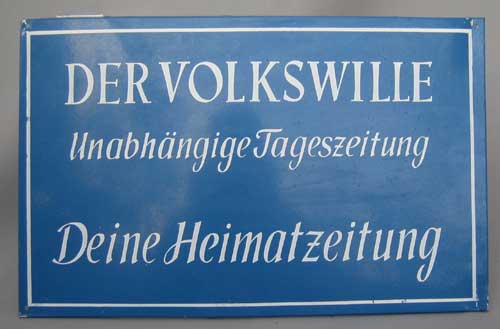 DER VOLKSWILLE
Unabhängige Tageszeitung
Deine Heimatzeitung